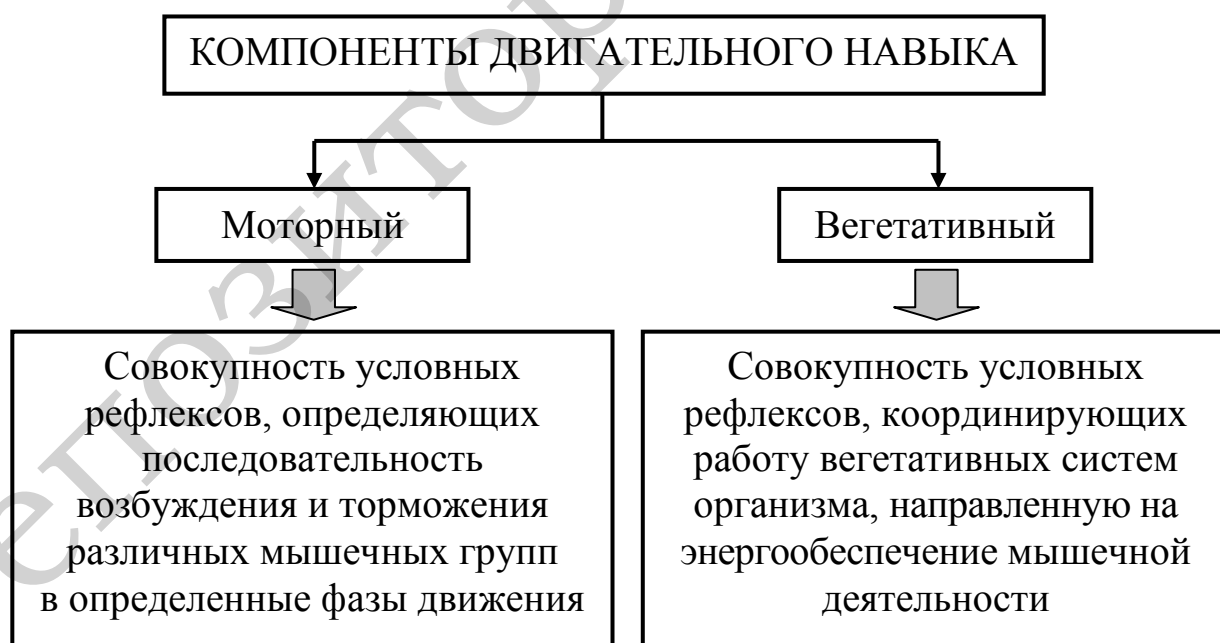 КОМПОНЕНТЫ ДВИГАТЕЛЬНОГО НАВЫКА
Моторный
Вегетативный
Совокупность условных
рефлексов, определяющих
последовательность
возбуждения и торможения
различных мышечных групп
в определенные фазы движения
Совокупность условных
рефлексов, координирующих
работу вегетативных систем
организма, направленную на
энергообеспечение мышечной
деятельности